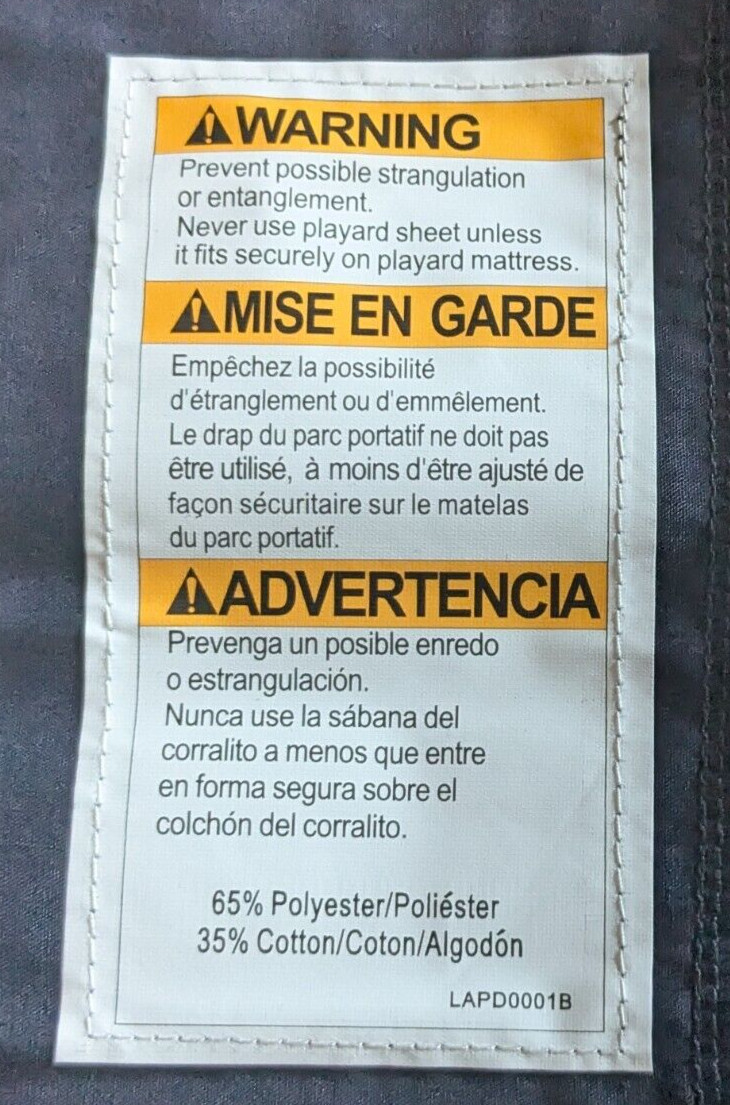 WARNING
Prevent possible strangulation
or entanglement.
Never use playard sheet unless
it fits securely on playard mattress.
MISE EN GARDE
Empêchez la possibilité
d'étranglement ou d'emmêlement.
Le drap du parc portatif ne doit pas
être utilisé, à moins d'être ajusté de
façon sécuritaire sur le matelas
du parc portatif.
ADVERTENCIA
Prevenga un posible enredo
o estrangulación.
Nunca use la sábana del
corralito a menos que entre
en forma segura sobre el
colchón del corralito.
65% Polyester/Poliéster
35% Cotton/Coton/Algodón
LAPD0001B